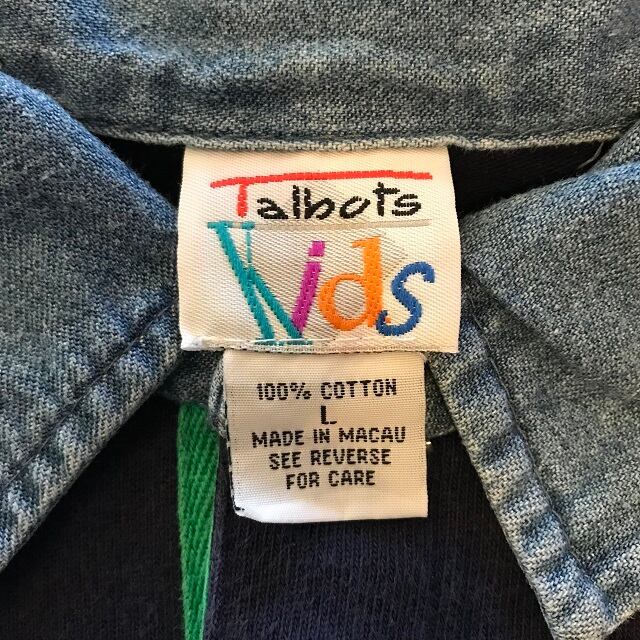 Talbots
Kids
100% COTTON
L
MADE IN MACAU
SEE REVERSE
FOR CARE